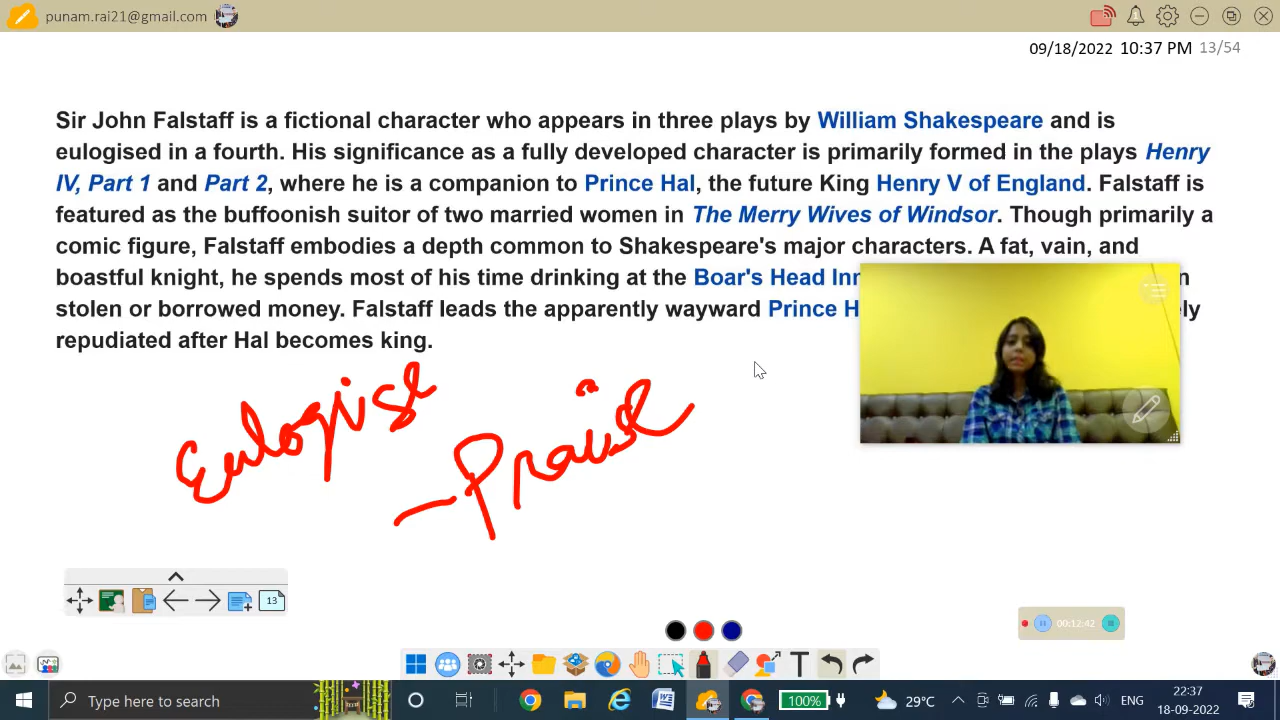 punam.rai21@gmail.com
09/18/2022 10:37 PM 13/54
Sir John Falstaff is a fictional character who appears in three plays by William Shakespeare and is
eulogised in a fourth. His significance as a fully developed character is primarily formed in the plays Henry
IV, Part 1 and Part 2, where he is a companion to Prince Hal, the future King Henry V of England. Falstaff is
featured as the buffoonish suitor of two married women in The Merry Wives of Windsor. Though primarily a
comic figure, Falstaff embodies a depth common to Shakespeare's major characters. A fat, vain, and
boastful knight, he spends most of his time drinking at the Boar's Head Inn
stolen or borrowed money. Falstaff leads the apparently wayward Prince H
repudiated after Hal becomes king.
Eulogise
- Praise
13
00:12:42
T
Type here to search
100%
29°C
ENG
22:37
18-09-2022